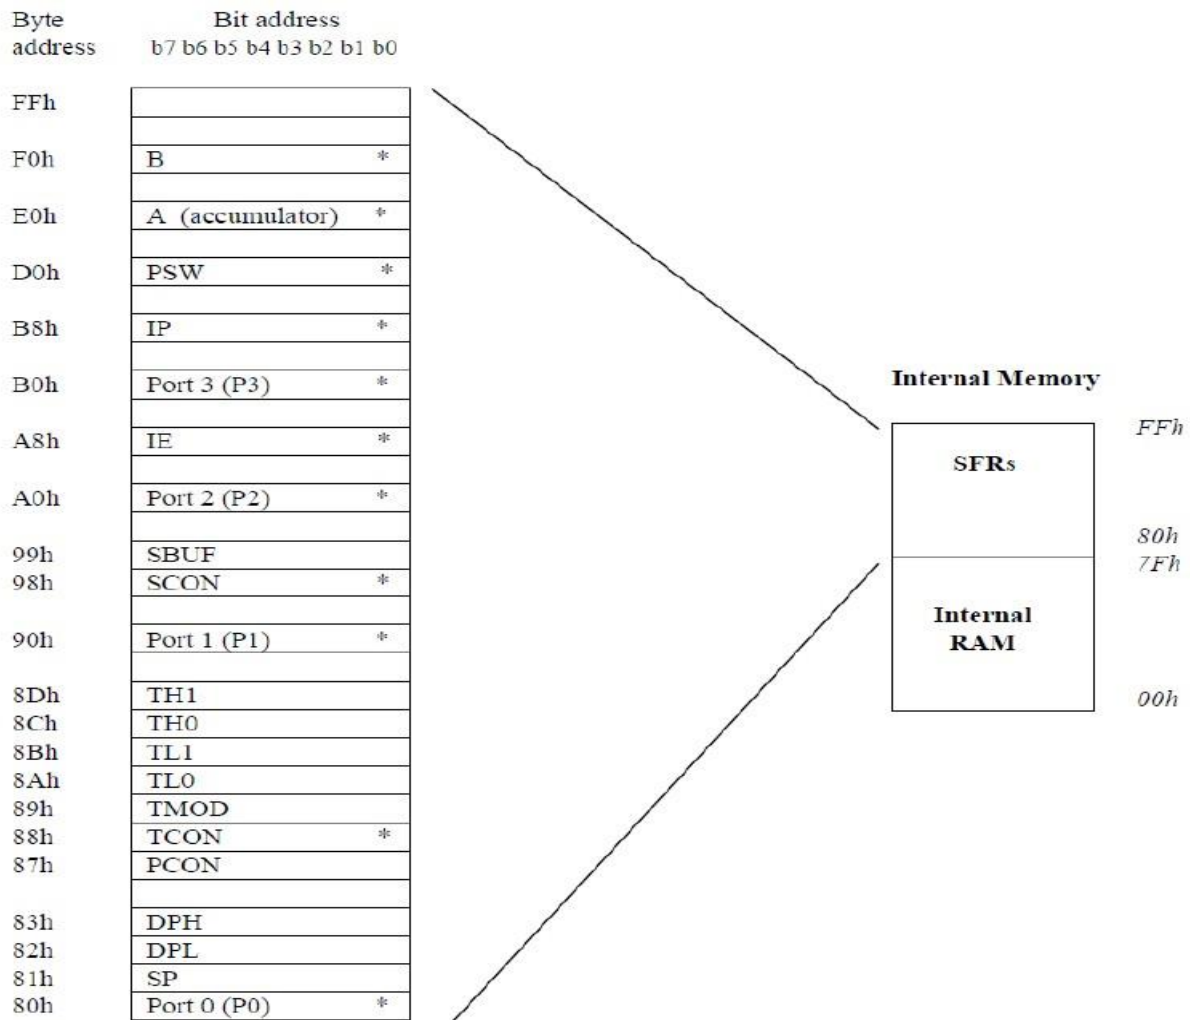 Byte address
Bit address
b7 b6 b5 b4 b3 b2 b1 b0
FFh
F0h B *
E0h A (accumulator) *
D0h PSW *
B8h IP *
B0h Port 3 (P3) *
A8h IE *
A0h Port 2 (P2) *
99h SBUF
98h SCON *
90h Port 1 (P1) *
8Dh TH1
8Ch TH0
8Bh TL1
8Ah TL0
89h TMOD
88h TCON *
87h PCON
83h DPH
82h DPL
81h SP
80h Port 0 (P0) *
Internal Memory
FFh
SFRs
80h
7Fh
Internal
RAM
00h